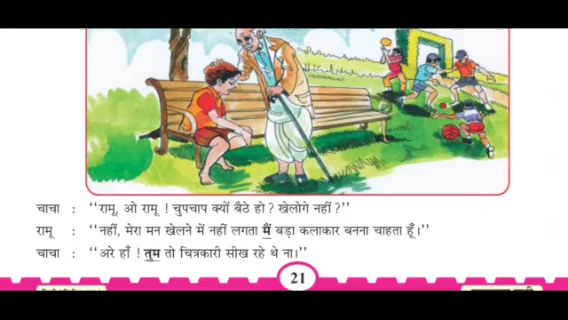 चाचा : ‘‘रामू, ओ रामू ! चुपचाप क्यों बैठे हो ? खेलोगे नहीं ?’’
रामू : ‘‘नहीं, मेरा मन खेलने में नहीं लगता मैं बड़ा कलाकार बनना चाहता हूँ।’’
चाचा : ‘‘अरे हाँ ! तुम तो चित्रकारी सीख रहे थे ना।’’
21